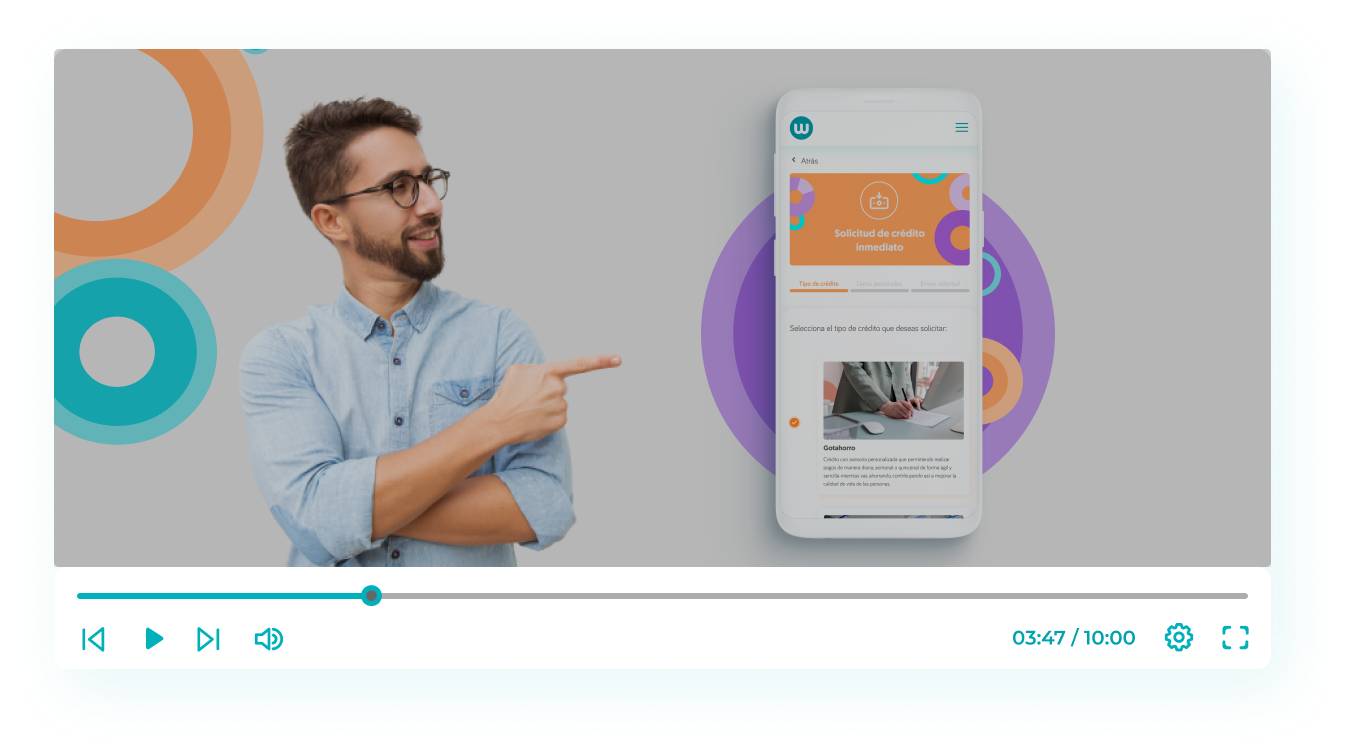 w
Atrás
Solicitud de crédito
inmediato
Tipo de crédito Datos personales Enviar solicitud
Selecciona el tipo de crédito que deseas solicitar:
Gotahorro
Crédito con asesoría personalizada que permitiendo realizar
pagos de manera diaria, semanal o quincenal de forma ágil y
sencilla mientras vas ahorrando, contribuyendo así a mejorar la
calidad de vida de las personas.
03:47 / 10:00